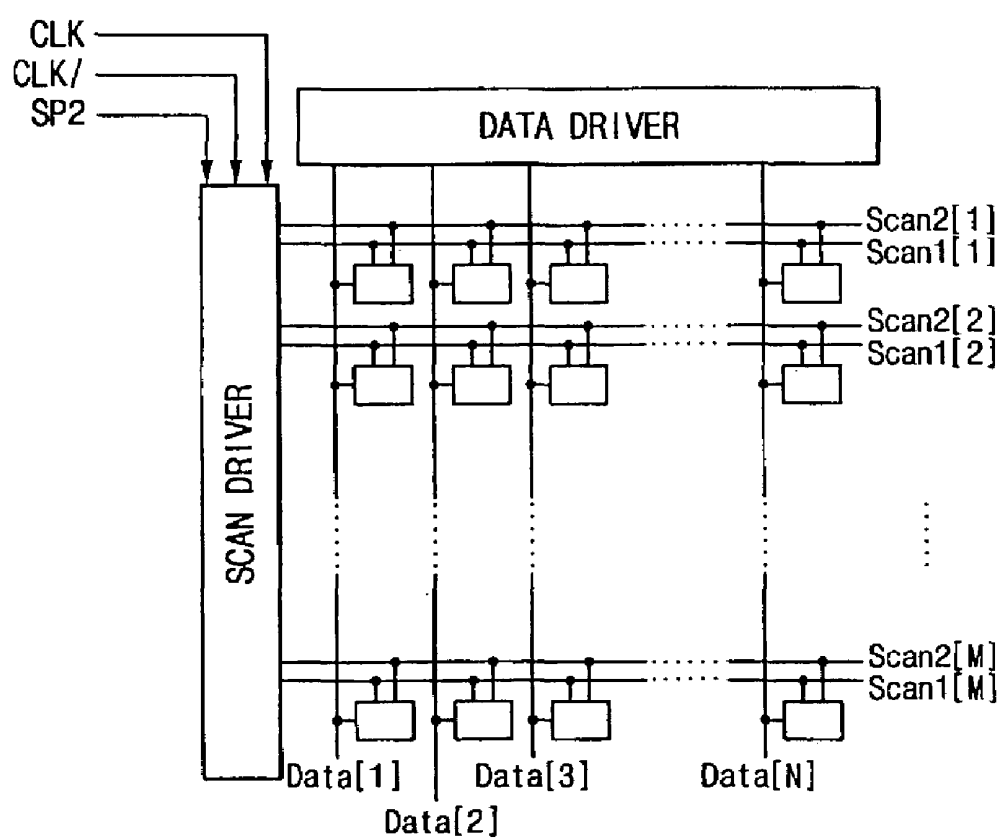 CLK
CLK/
SP2
DATA DRIVER
SCAN DRIVER
Scan2[1]
Scan1[1]
Scan2[2]
Scan1[2]
Scan2[M]
Scan1[M]
Data[1]
Data[2]
Data[3]
Data[N]